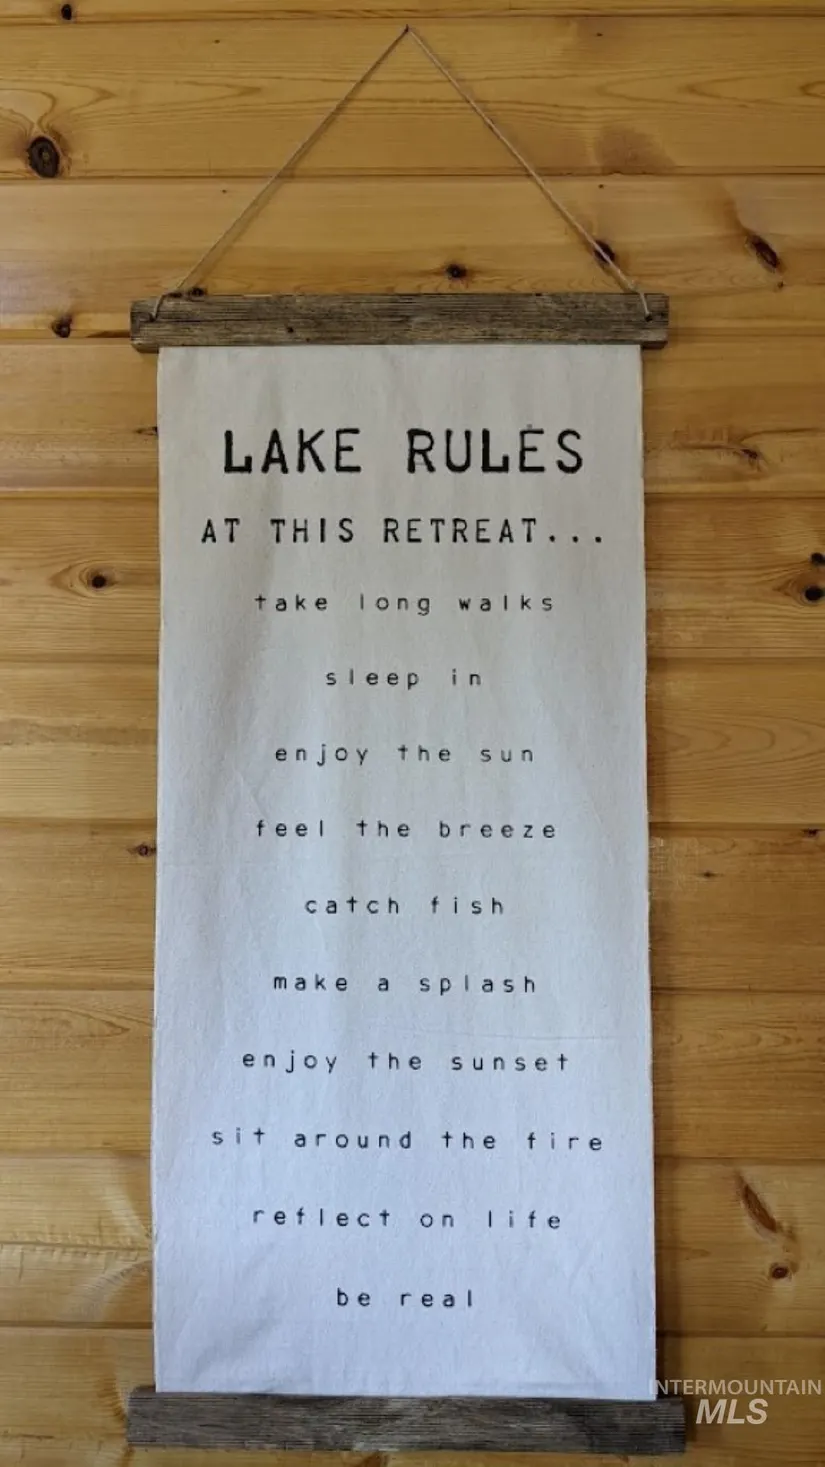 LAKE RULES
AT THIS RETREAT...
take long walks
sleep in
enjoy the sun
feel the breeze
catch fish
make a splash
enjoy the sunset
sit around the fire
reflect on life
be real
INTERMOUNTAIN
MLS